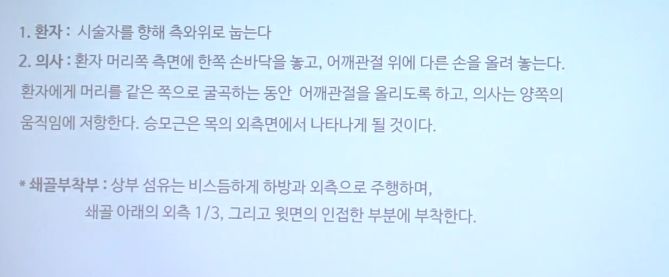 1. 환자 : 시술자를 향해 측와위로 눕는다
2. 의사 : 환자 머리쪽 측면에 한쪽 손바닥을 놓고, 어깨관절 위에 다른 손을 올려 놓는다.
환자에게 머리를 같은 쪽으로 굴곡하는 동안 어깨관절을 올리도록 하고, 의사는 양쪽의
움직임에 저항한다. 승모근은 목의 외측면에서 나타나게 될 것이다.
* 쇄골부착부 : 상부 섬유는 비스듬하게 하방과 외측으로 주행하며,
쇄골 아래의 외측 1/3, 그리고 윗면의 인접한 부분에 부착한다.